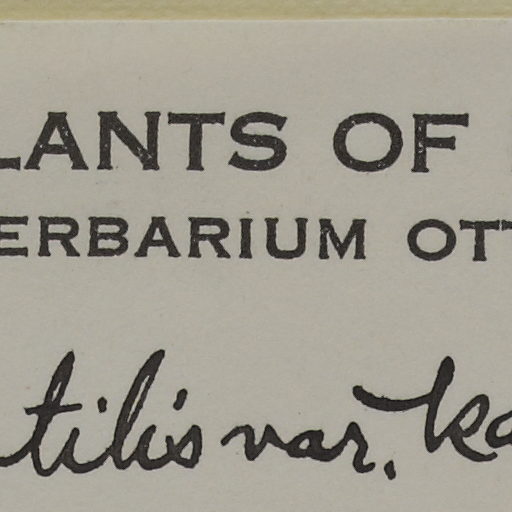 LANTS OF
ERBARIUM OTT
tilis var. Ka